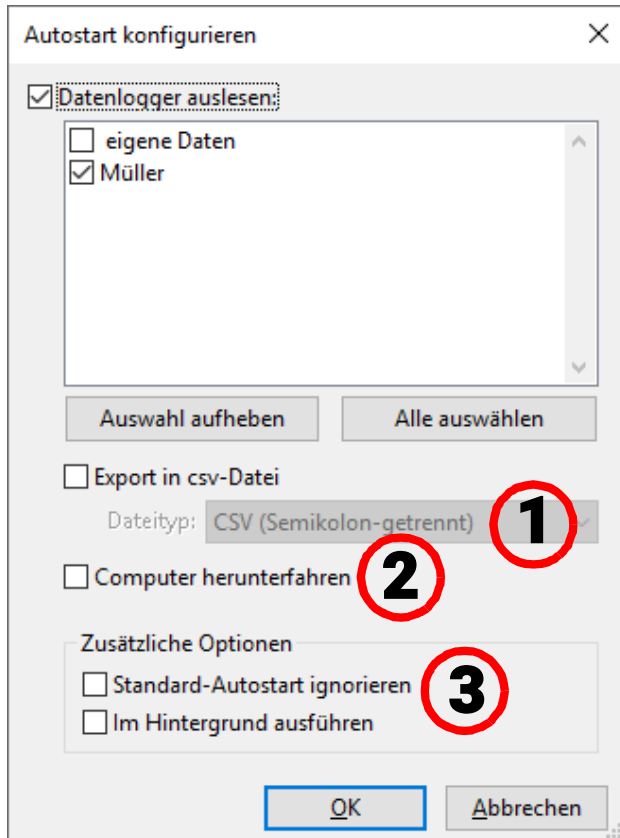 Autostart konfigurieren
Datenlogger auslesen:
eigene Daten
Müller
Auswahl aufheben
Alle auswählen
Export in csv-Datei
Dateityp: CSV (Semikolon-getrennt) 1
Computer herunterfahren 2
Zusätzliche Optionen
Standard-Autostart ignorieren 3
Im Hintergrund ausführen
OK
Abbrechen